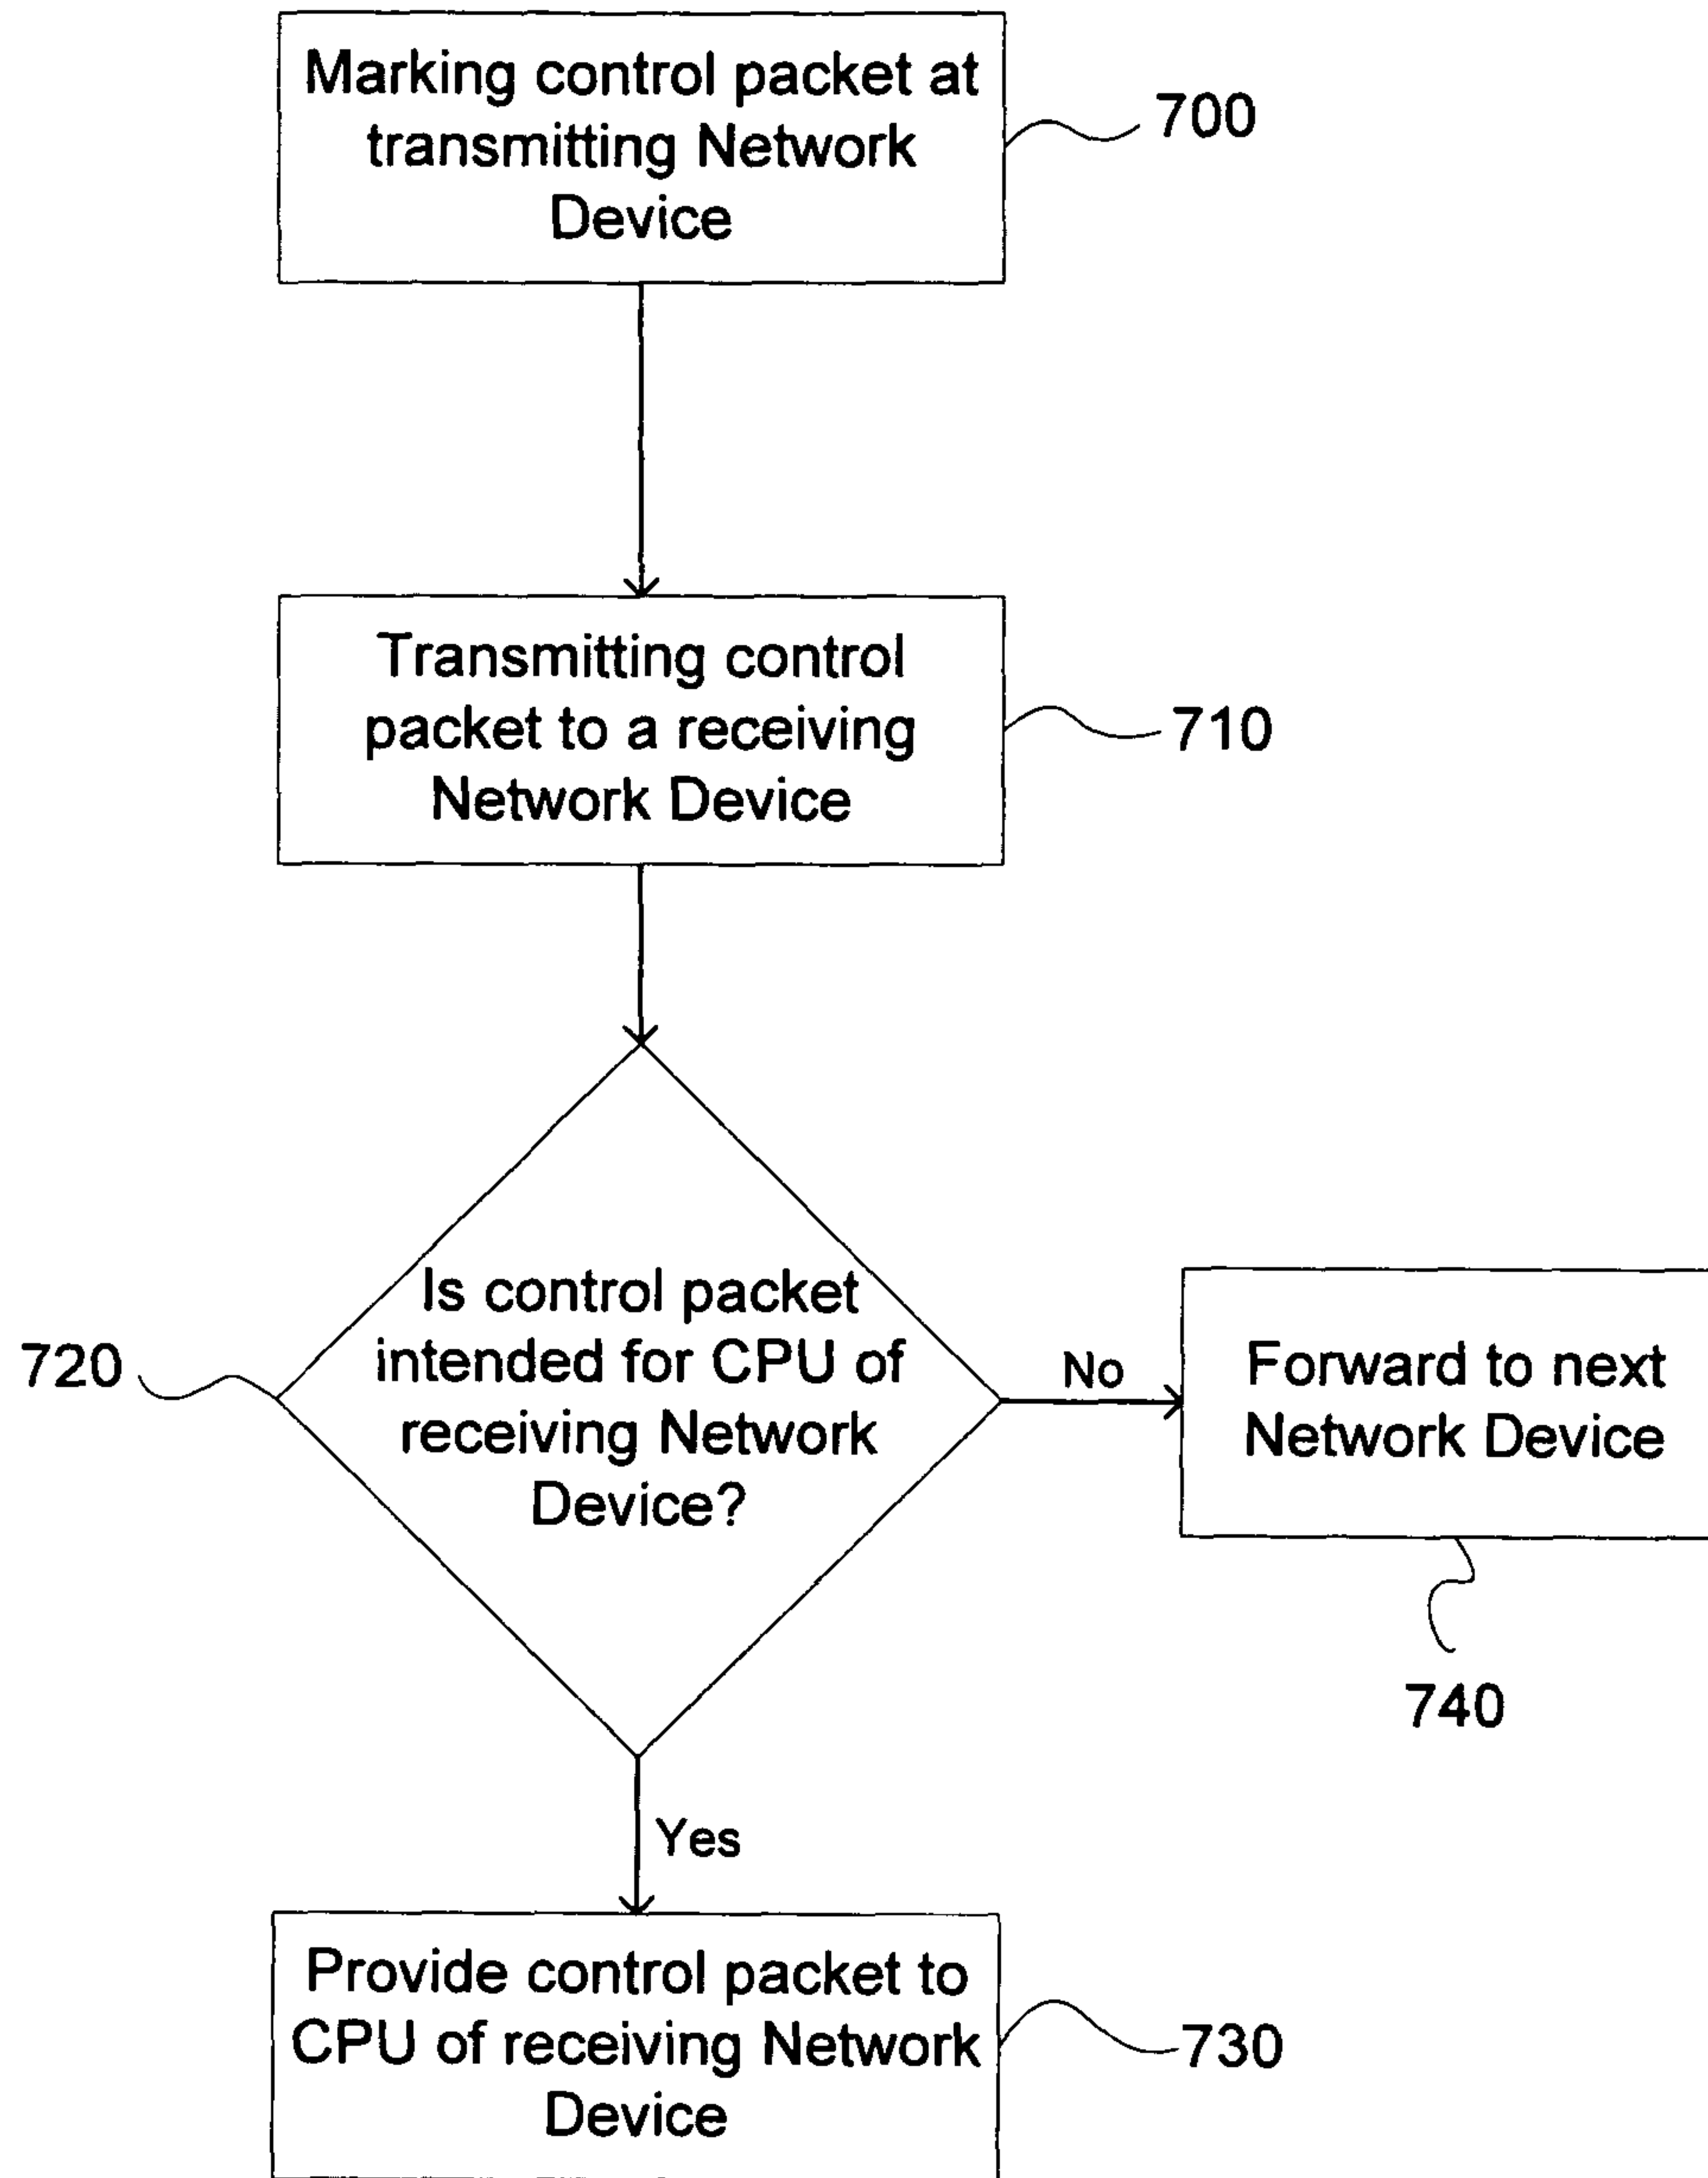 Marking control packet at
transmitting Network
Device
700
Transmitting control
packet to a receiving
Network Device
710
Is control packet
intended for CPU of
receiving Network
Device?
720
No
Forward to next
Network Device
740
Yes
Provide control packet to
CPU of receiving Network
Device
730